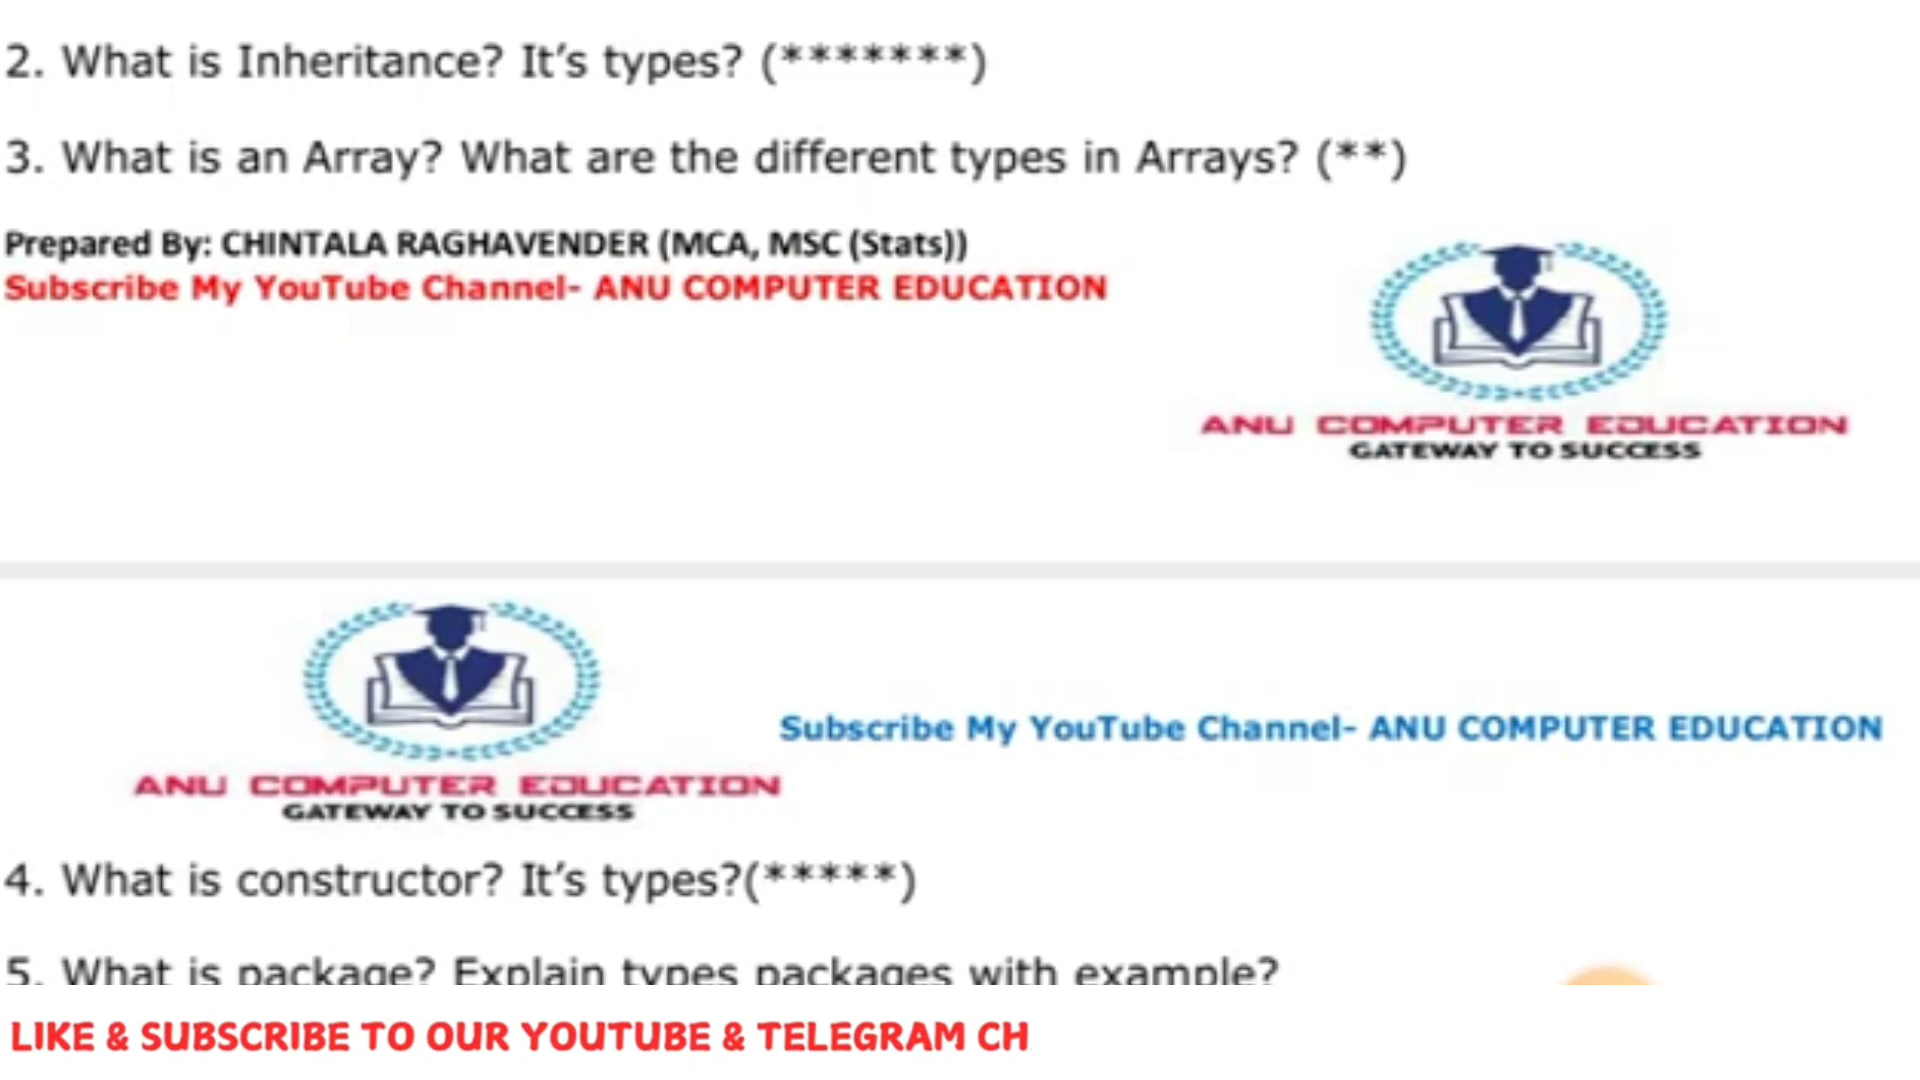 2. What is Inheritance? It’s types? (*******)
3. What is an Array? What are the different types in Arrays? (**)
Prepared By: CHINTALA RAGHAVENDER (MCA, MSC (Stats))
Subscribe My YouTube Channel- ANU COMPUTER EDUCATION
ANU COMPUTER EDUCATION
GATEWAY TO SUCCESS
Subscribe My YouTube Channel- ANU COMPUTER EDUCATION
ANU COMPUTER EDUCATION
GATEWAY TO SUCCESS
4. What is constructor? It’s types?(*****)
5. What is package? Explain types packages with example?
LIKE & SUBSCRIBE TO OUR YOUTUBE & TELEGRAM CH